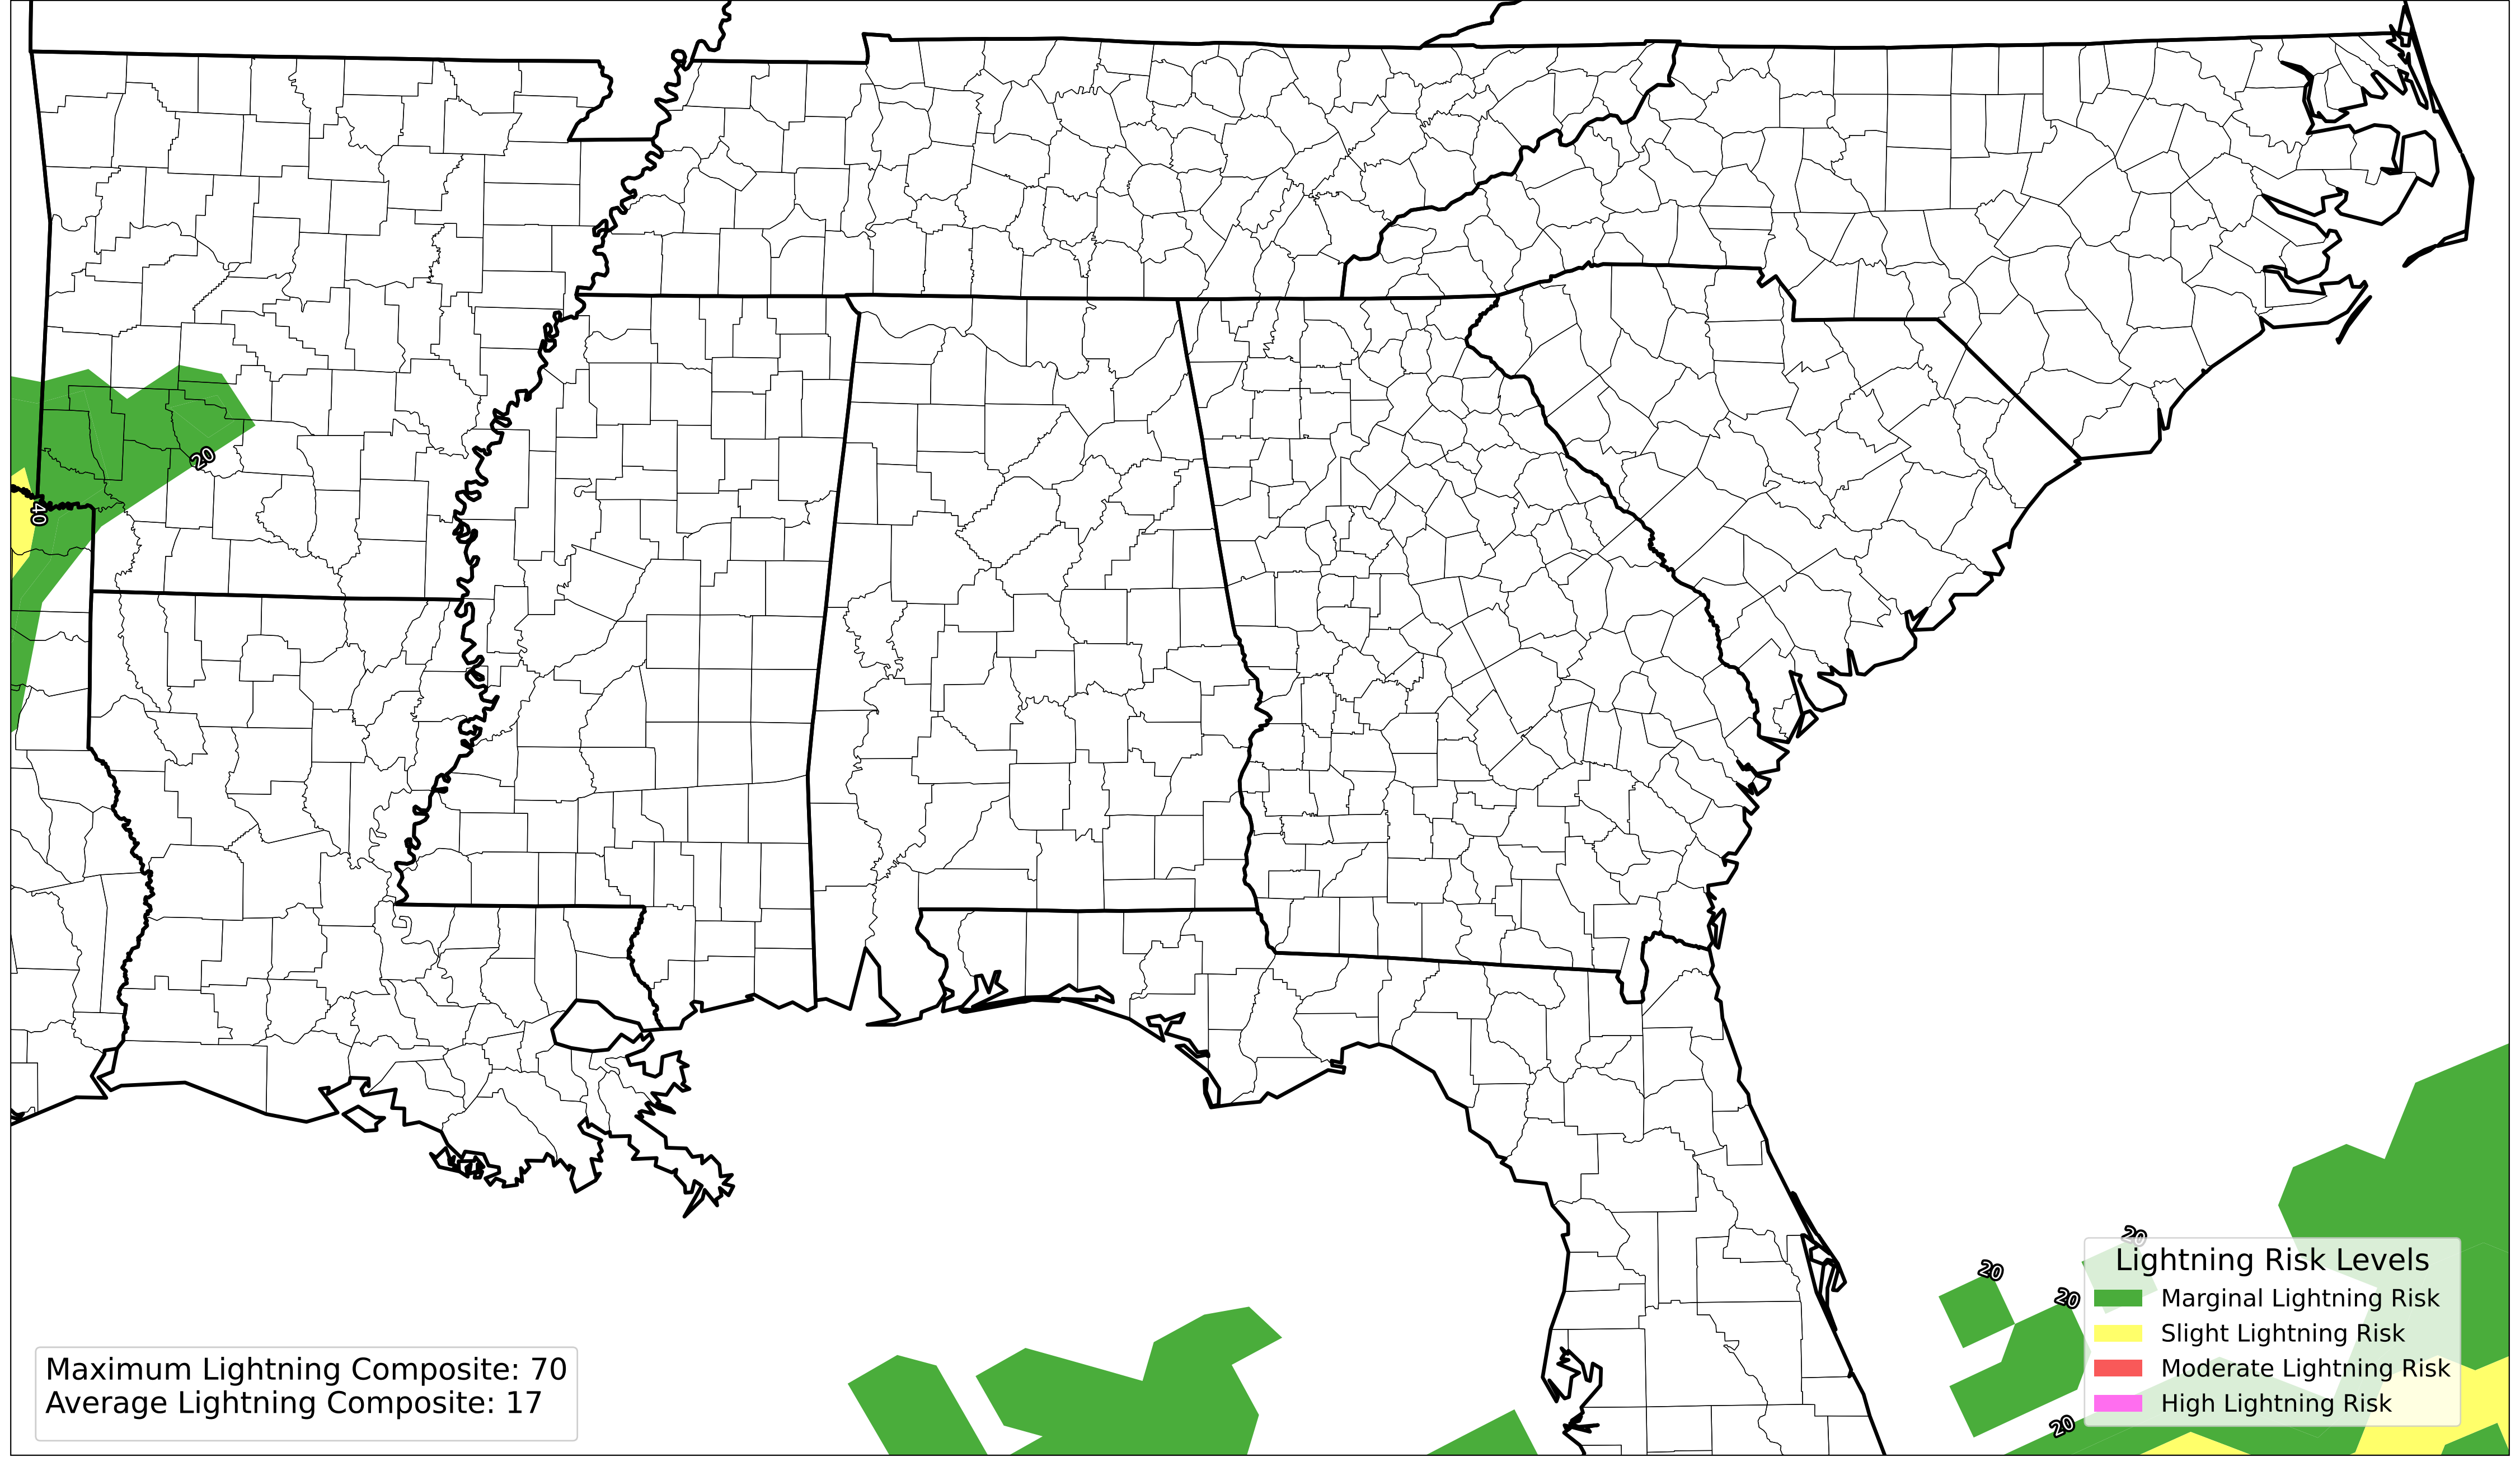 20
40
20
20
20
20
Lightning Risk Levels
Marginal Lightning Risk
Slight Lightning Risk
Moderate Lightning Risk
High Lightning Risk
Maximum Lightning Composite: 70
Average Lightning Composite: 17